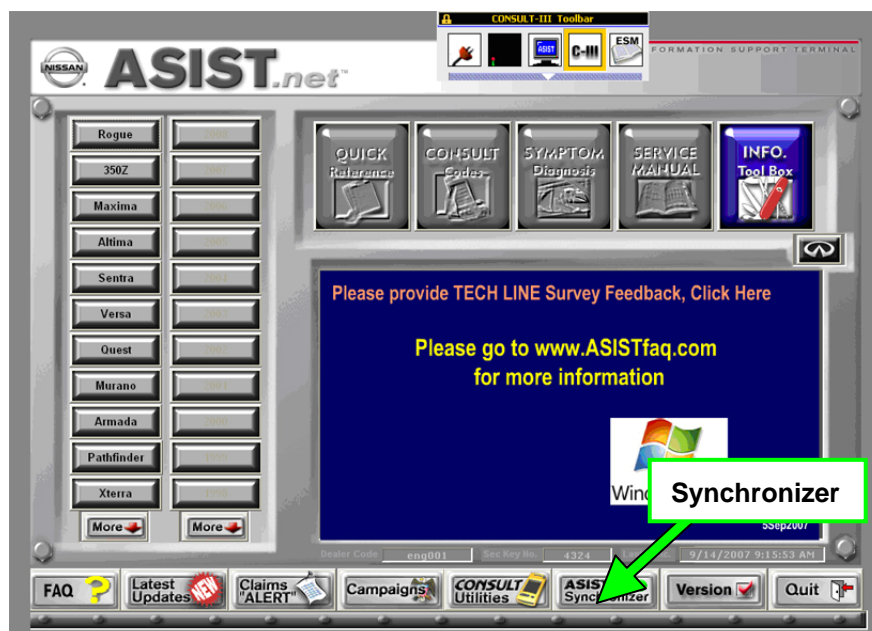 CONSULT-III Toolbar
ASIST
C-III
ESM
NISSAN
ASIST.net™
FORMATION SUPPORT TERMINAL
Rogue
350Z
Maxima
Altima
Sentra
Versa
Quest
Murano
Armada
Pathfinder
Xterra
More
More
QUICK
Reference
CONSULT
Codes
SYMPTOM
Diagnosis
SERVICE
MANUAL
INFO.
Tool Box
Please provide TECH LINE Survey Feedback, Click Here
Please go to www.ASISTfaq.com
for more information
Synchronizer
5Sep2007
Dealer Code
eng001
Sec Key No.
4324
9/14/2007 9:15:53 AM
FAQ
Latest
Updates
NEW
Claims
"ALERT"
Campaigns
CONSULT
Utilities
Version
Quit